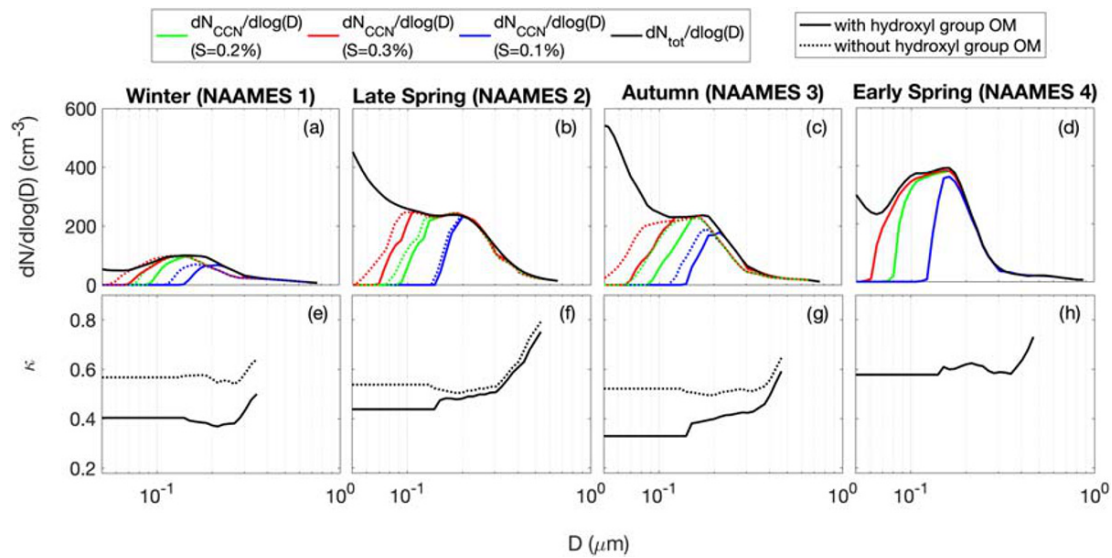 dN_CCN/dlog(D) dN_CCN/dlog(D) dN_CCN/dlog(D) dN_tot/dlog(D)
(S=0.2%) (S=0.3%) (S=0.1%)
with hydroxyl group OM
without hydroxyl group OM
Winter (NAAMES 1) Late Spring (NAAMES 2) Autumn (NAAMES 3) Early Spring (NAAMES 4)
dN/dlog(D) (cm⁻³)
600
400
200
0
(a) (b) (c) (d)
κ
0.8
0.6
0.4
0.2
(e) (f) (g) (h)
10⁻¹ 10⁰ 10⁻¹ 10⁰ 10⁻¹ 10⁰ 10⁻¹ 10⁰
D (μm)